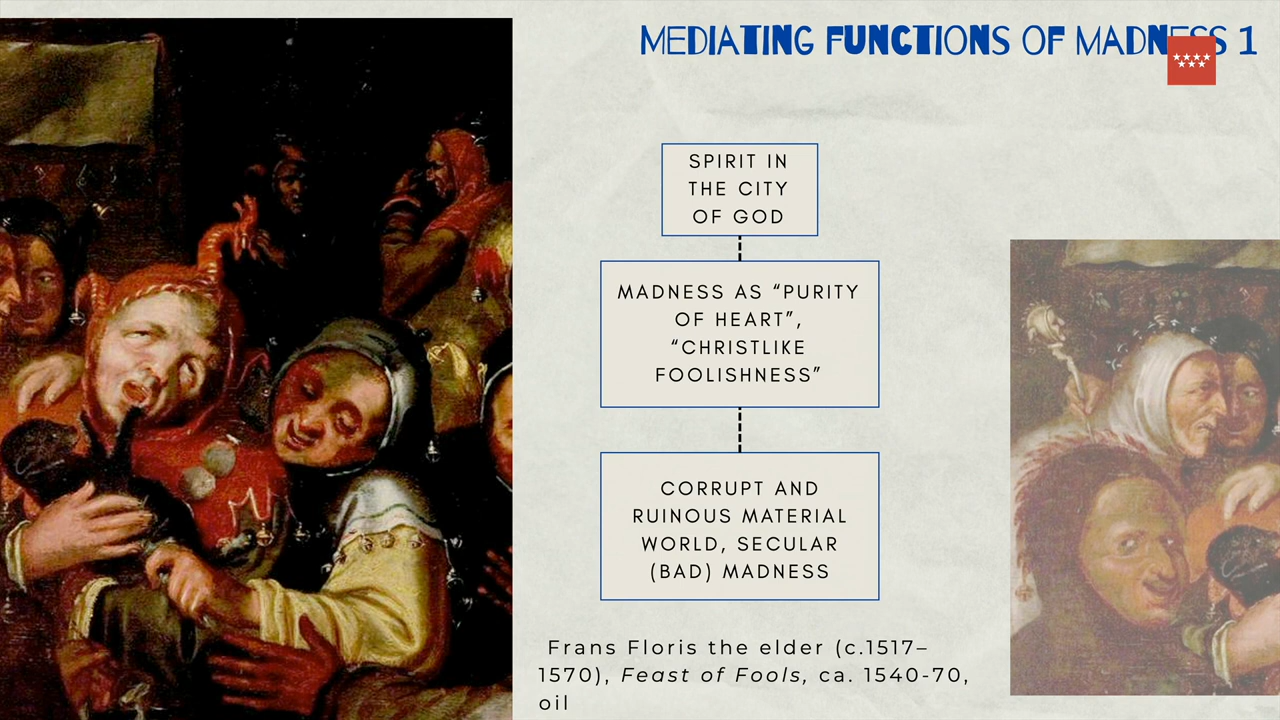 MEDIATING FUNCTIONS OF MADNESS 1
SPIRIT IN
THE CITY
OF GOD
MADNESS AS “PURITY
OF HEART”,
“CHRISTLIKE
FOOLISHNESS”
CORRUPT AND
RUINOUS MATERIAL
WORLD, SECULAR
(BAD) MADNESS
Frans Floris the elder (c.1517–
1570), Feast of Fools, ca. 1540-70,
oil